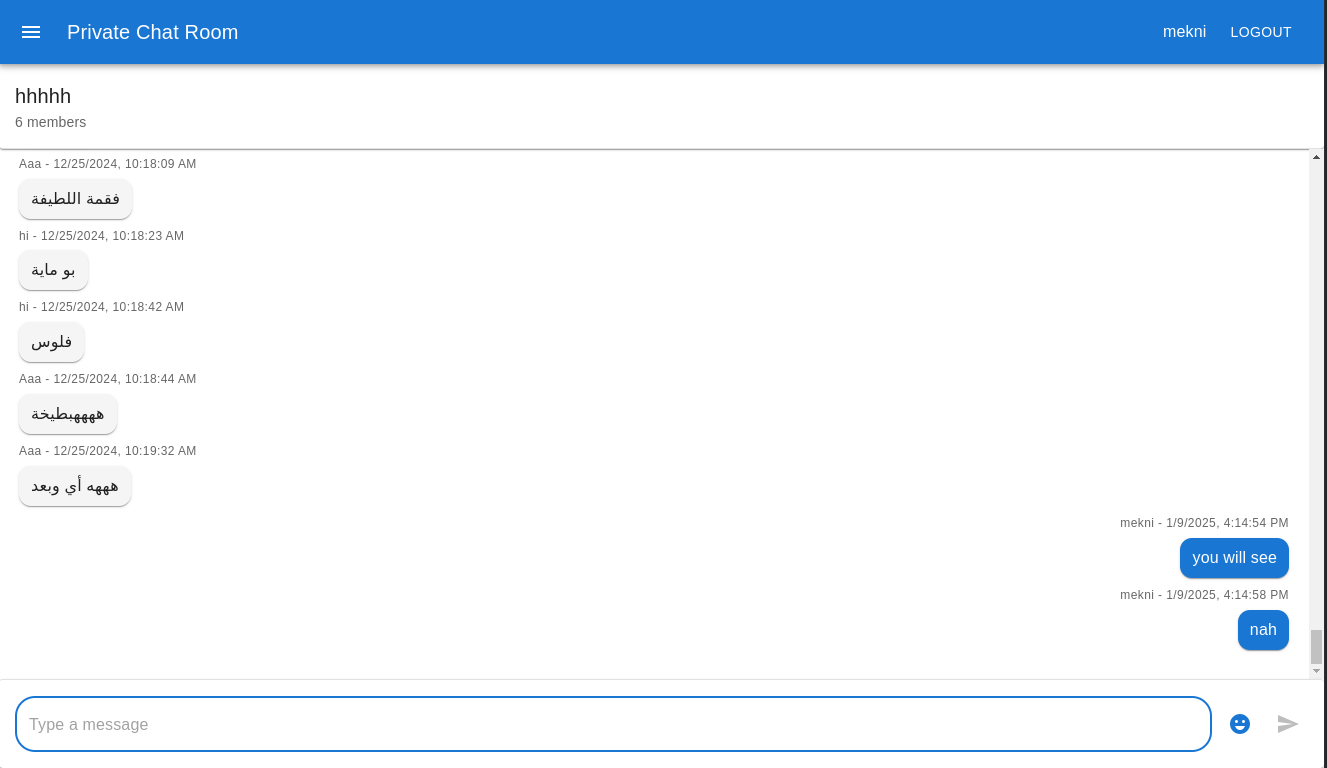 Private Chat Room
mekni LOGOUT
hhhhh
6 members
Aaa - 12/25/2024, 10:18:09 AM
فقمة اللطيفة
hi - 12/25/2024, 10:18:23 AM
بو ماية
hi - 12/25/2024, 10:18:42 AM
فلوس
Aaa - 12/25/2024, 10:18:44 AM
ههههبطيخة
Aaa - 12/25/2024, 10:19:32 AM
هههه أي وبعد
mekni - 1/9/2025, 4:14:54 PM
you will see
mekni - 1/9/2025, 4:14:58 PM
nah
Type a message